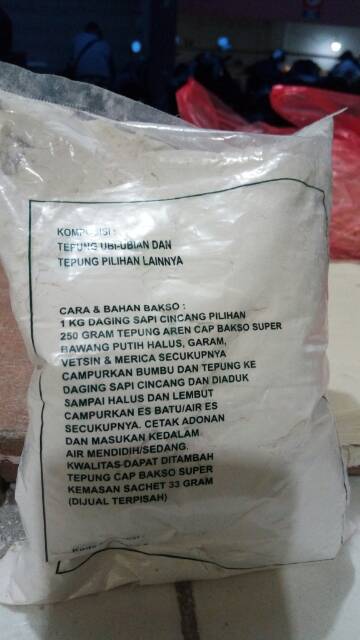 KOMPOSISI :
TEPUNG UBI-UBIAN DAN
TEPUNG PILIHAN LAINNYA
CARA & BAHAN BAKSO :
1 KG DAGING SAPI CINCANG PILIHAN
250 GRAM TEPUNG AREN CAP BAKSO SUPER
BAWANG PUTIH HALUS, GARAM,
VETSIN & MERICA SECUKUPNYA
CAMPURKAN BUMBU DAN TEPUNG KE
DAGING SAPI CINCANG DAN DIADUK
SAMPAI HALUS DAN LEMBUT
CAMPURKAN ES BATU/AIR ES
SECUKUPNYA. CETAK ADONAN
DAN MASUKAN KEDALAM
AIR MENDIDIH/SEDANG.
KWALITAS DAPAT DITAMBAH
TEPUNG CAP BAKSO SUPER
KEMASAN SACHET 33 GRAM
(DIJUAL TERPISAH)